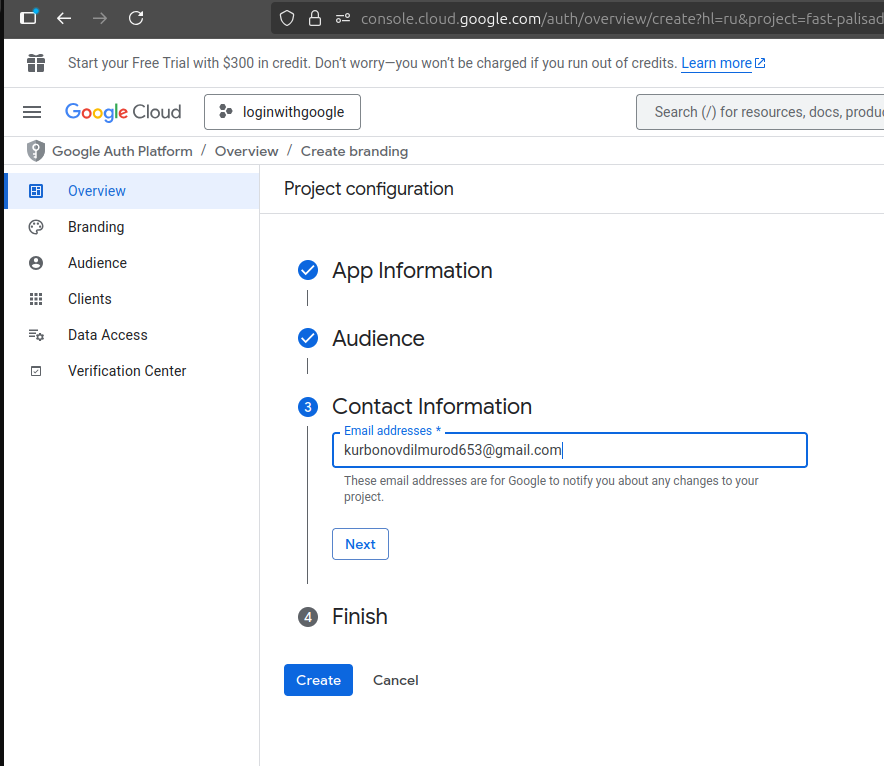 console.cloud.google.com/auth/overview/create?hl=ru&project=fast-palisad
Start your Free Trial with $300 in credit. Don’t worry—you won’t be charged if you run out of credits. Learn more
Google Cloud
loginwithgoogle
Search (/) for resources, docs, produc
Google Auth Platform / Overview / Create branding
Overview
Branding
Audience
Clients
Data Access
Verification Center
Project configuration
App Information
Audience
3 Contact Information
Email addresses *
kurbonovdilmurod653@gmail.com
These email addresses are for Google to notify you about any changes to your
project.
Next
4 Finish
Create Cancel